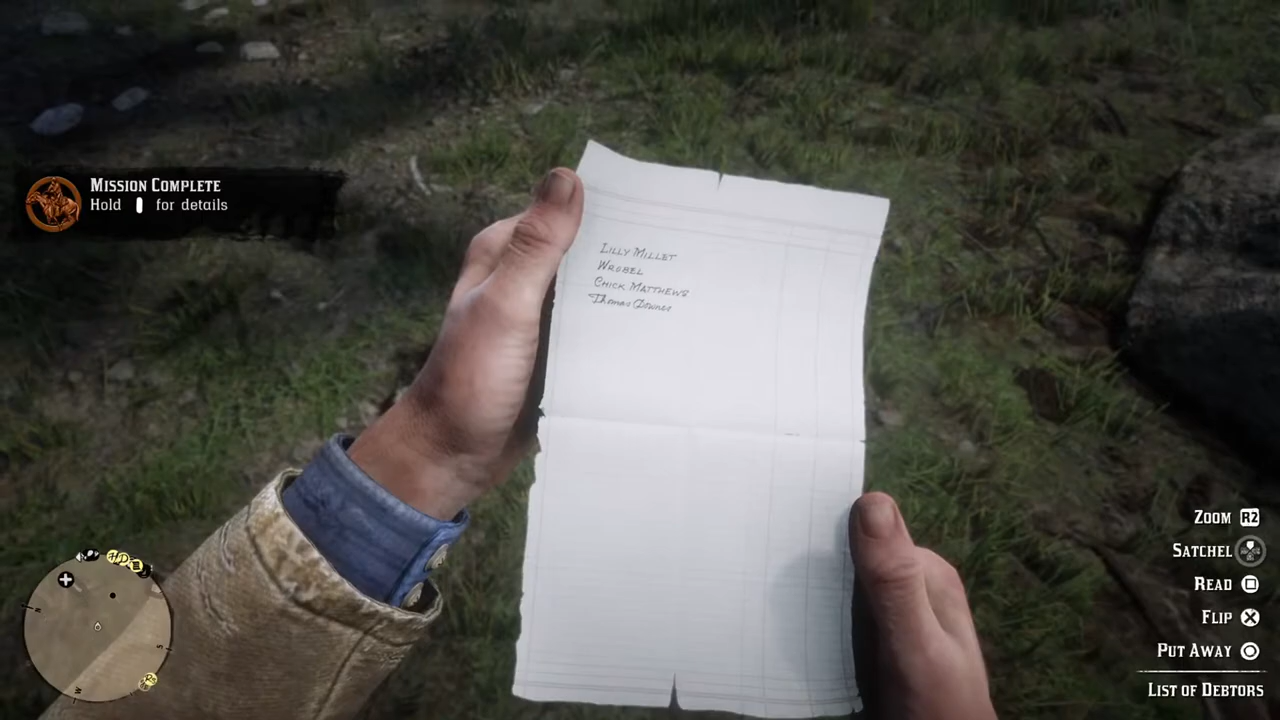 Mission Complete
Hold for details
Lilly Millet
Wrobel
Chick Matthews
Thomas Downes
Zoom R2
Satchel
Read
Flip
Put Away
List of Debtors